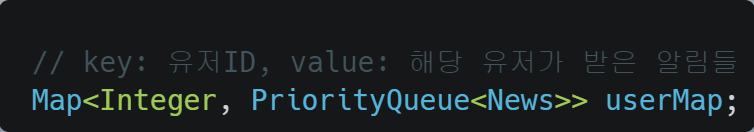 // key: 유저ID, value: 해당 유저가 받은 알림들
Map<Integer, PriorityQueue<News>> userMap;